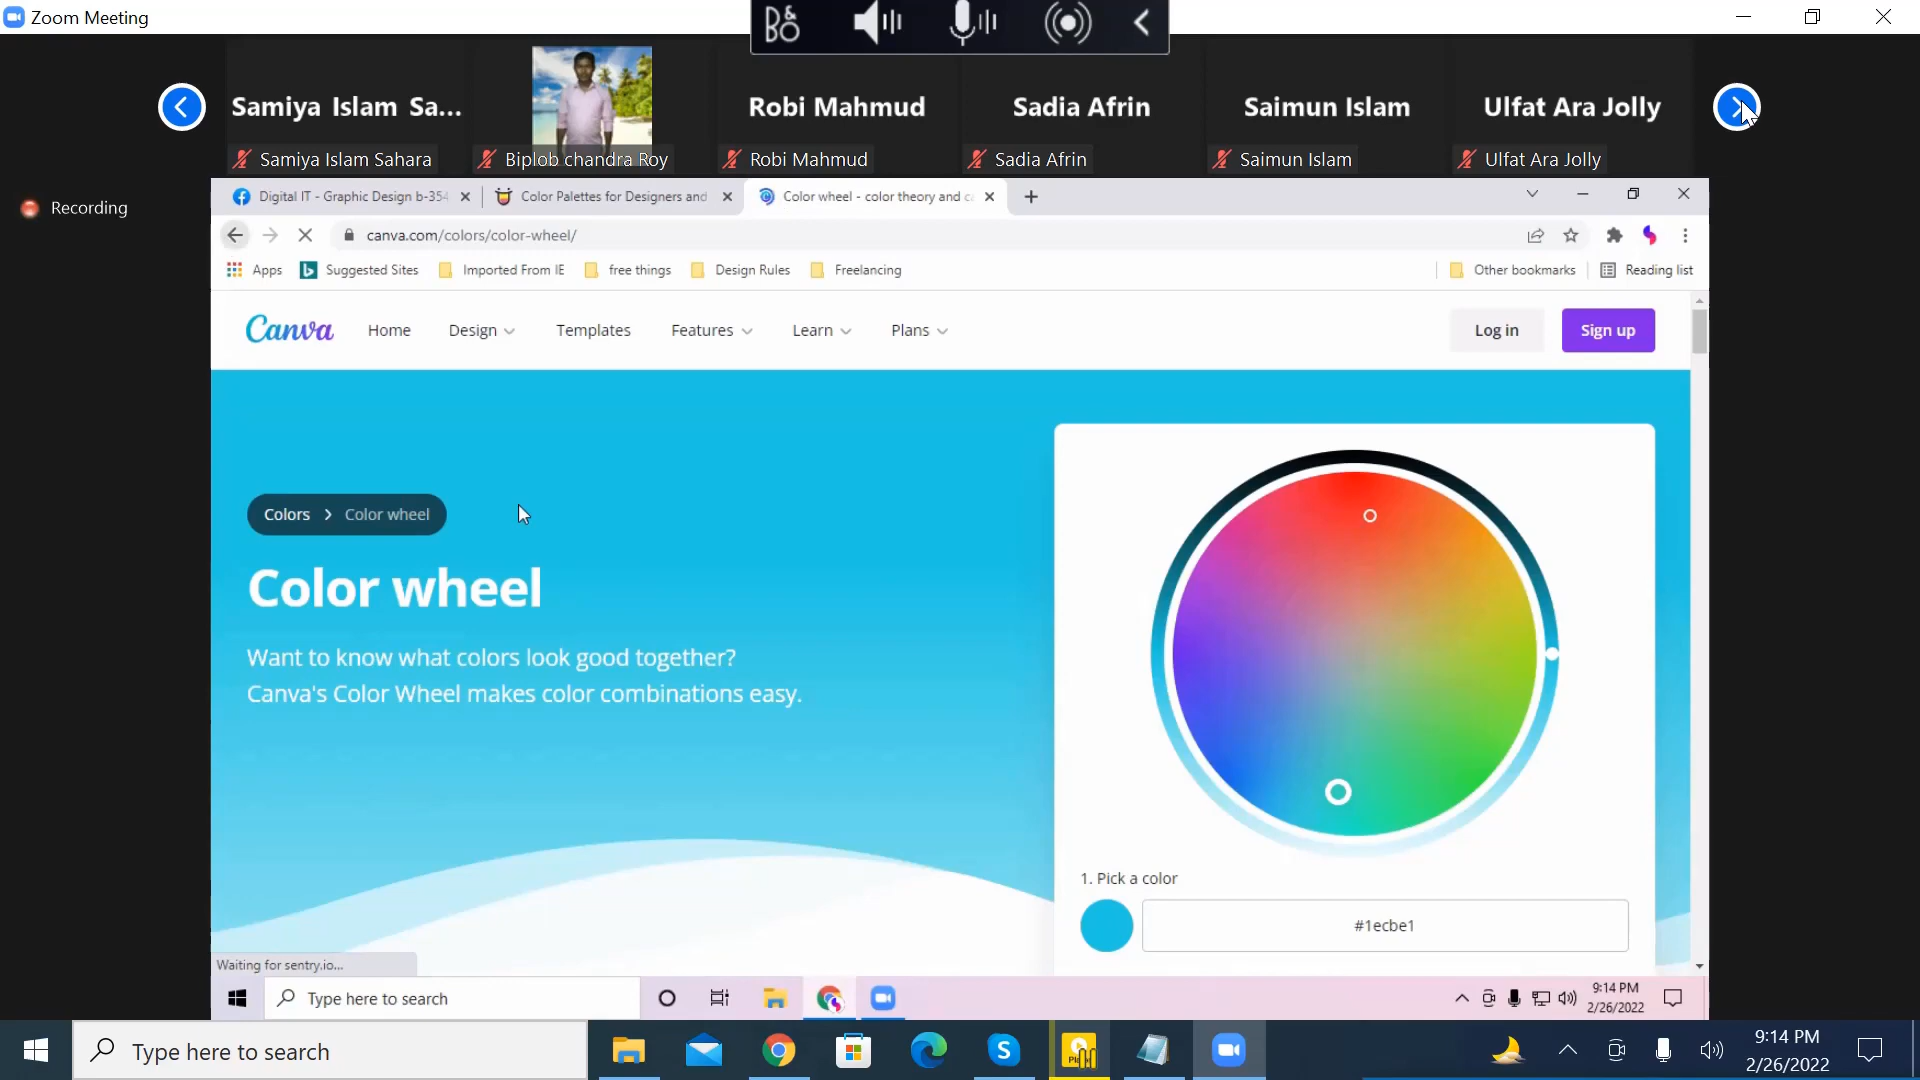 Zoom Meeting
B&O
Samiya Islam Sa...
Robi Mahmud
Sadia Afrin
Saimun Islam
Ulfat Ara Jolly
Samiya Islam Sahara
Biplob chandra Roy
Robi Mahmud
Sadia Afrin
Saimun Islam
Ulfat Ara Jolly
Recording
Digital IT - Graphic Design b-354
Color Palettes for Designers and
Color wheel - color theory and ca
canva.com/colors/color-wheel/
Apps
Suggested Sites
Imported From IE
free things
Design Rules
Freelancing
Other bookmarks
Reading list
Canva
Home
Design
Templates
Features
Learn
Plans
Log in
Sign up
Colors > Color wheel
Color wheel
Want to know what colors look good together?
Canva's Color Wheel makes color combinations easy.
1. Pick a color
#1ecbe1
Waiting for sentry.io...
Type here to search
9:14 PM
2/26/2022
Type here to search
9:14 PM
2/26/2022